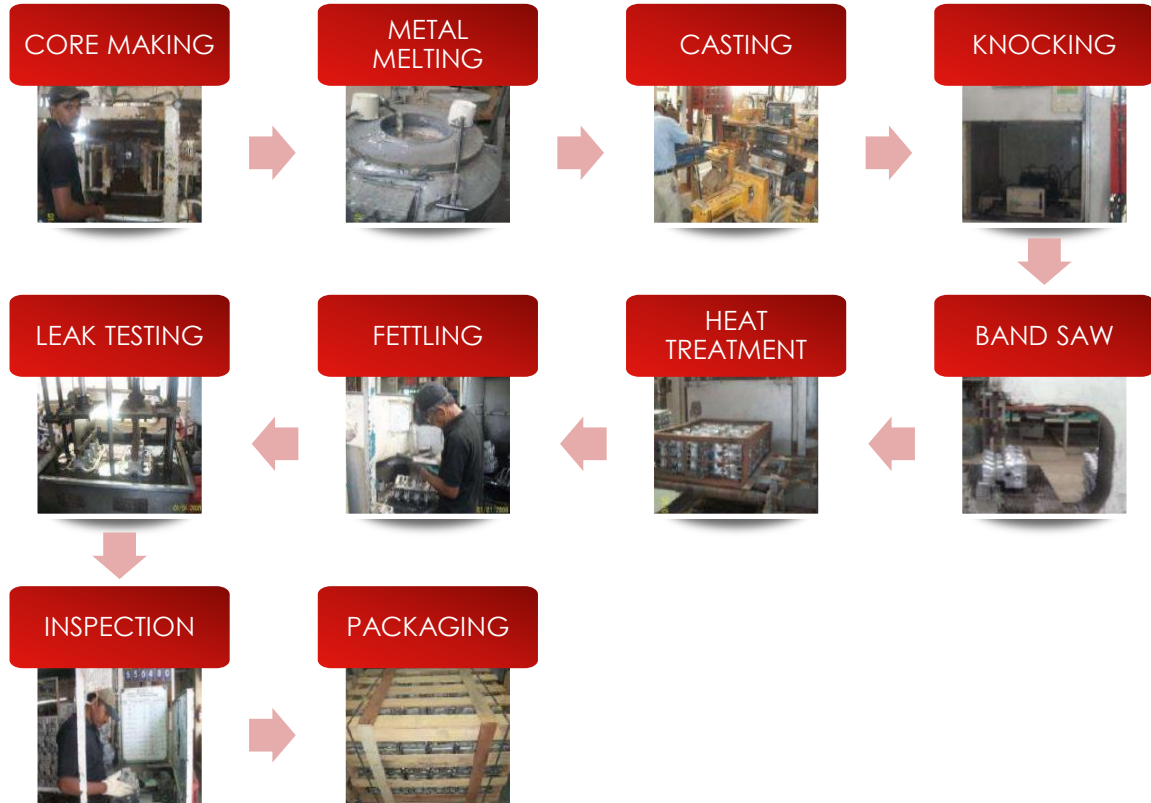 CORE MAKING
METAL
MELTING
CASTING
KNOCKING
BAND SAW
HEAT
TREATMENT
FETTLING
LEAK TESTING
INSPECTION
PACKAGING